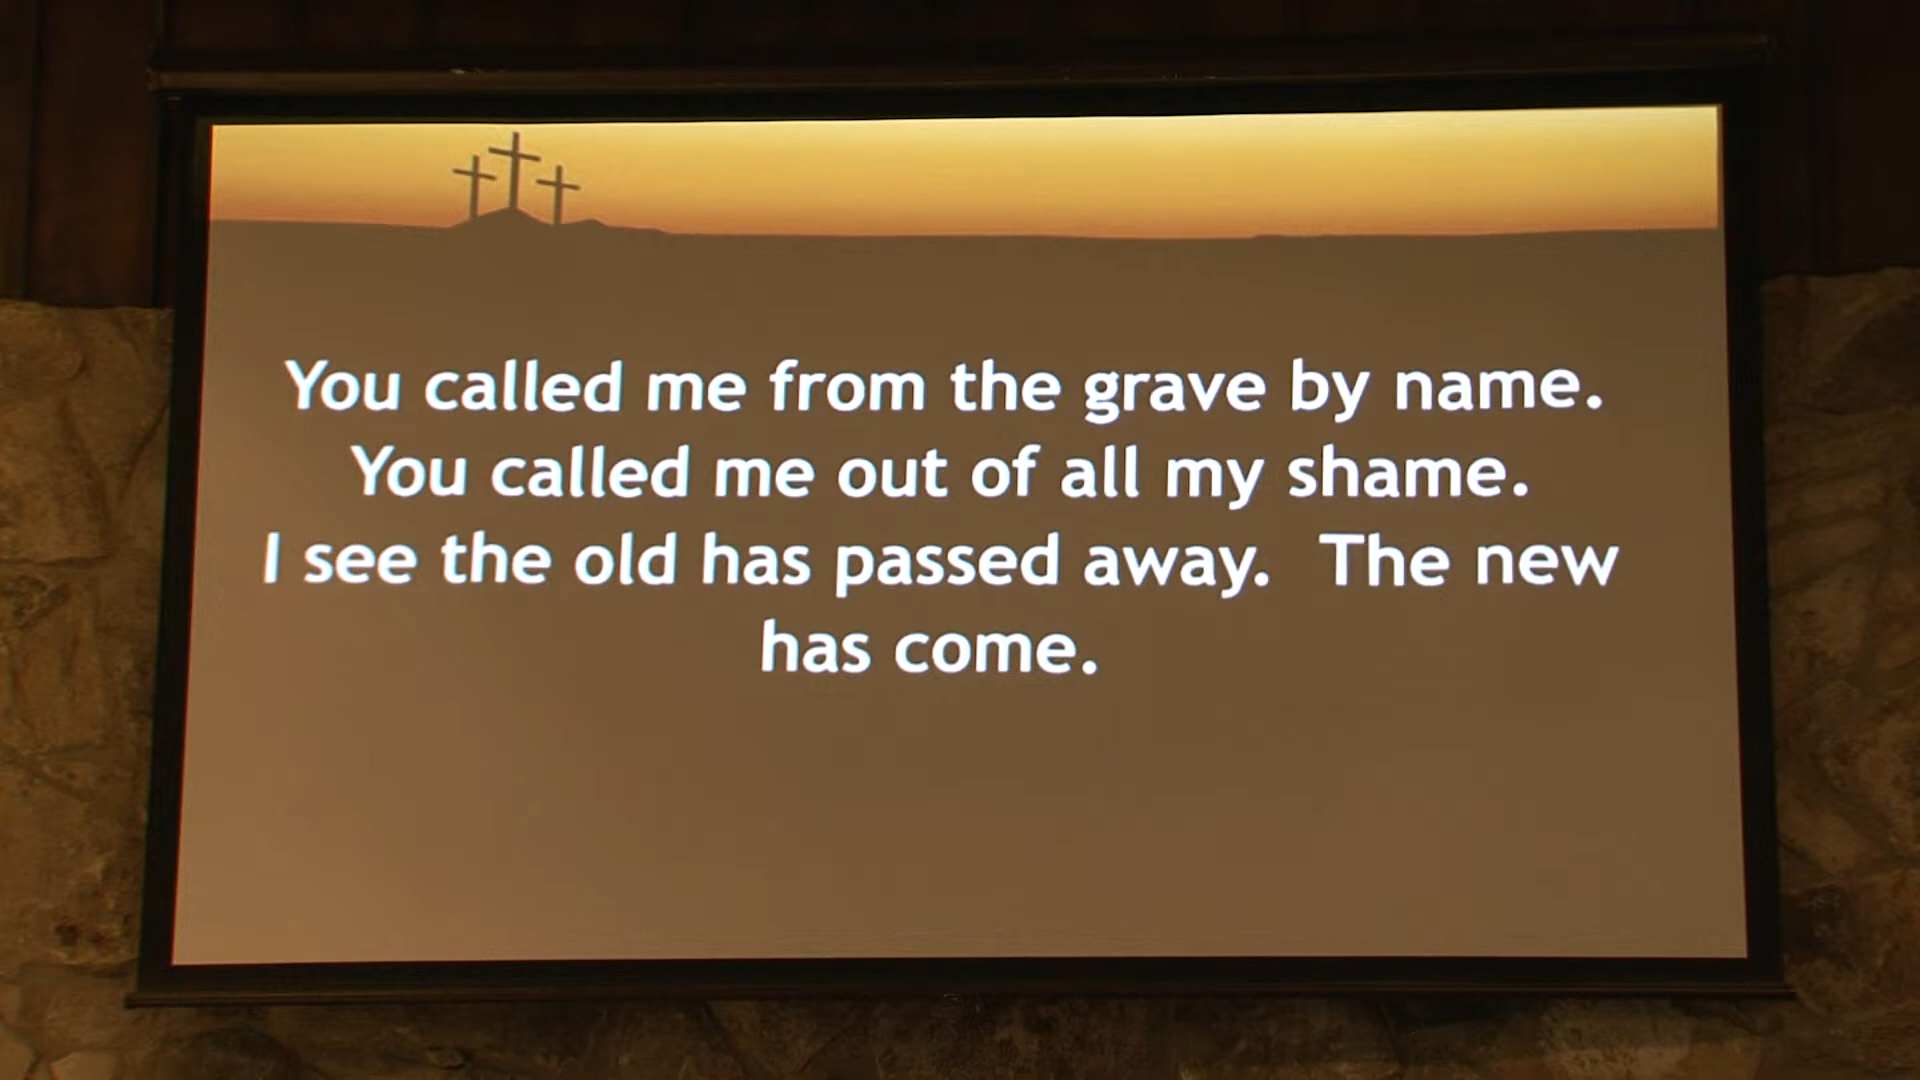 You called me from the grave by name.
You called me out of all my shame.
I see the old has passed away.  The new
has come.